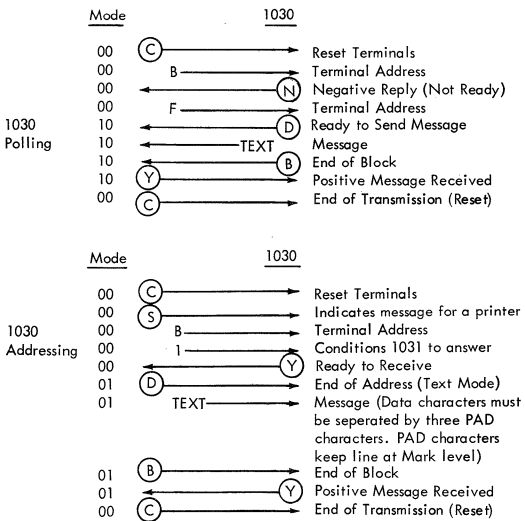 Mode 1030
00 C Reset Terminals
00 B Terminal Address
00 N Negative Reply (Not Ready)
00 F Terminal Address
1030 Polling
10 D Ready to Send Message
10 TEXT Message
10 B End of Block
10 Y Positive Message Received
00 C End of Transmission (Reset)
Mode 1030
00 C Reset Terminals
00 S Indicates message for a printer
1030 Addressing
00 B Terminal Address
00 1 Conditions 1031 to answer
00 Y Ready to Receive
01 D End of Address (Text Mode)
01 TEXT Message (Data characters must
be seperated by three PAD
characters. PAD characters
keep line at Mark level)
01 B End of Block
01 Y Positive Message Received
00 C End of Transmission (Reset)